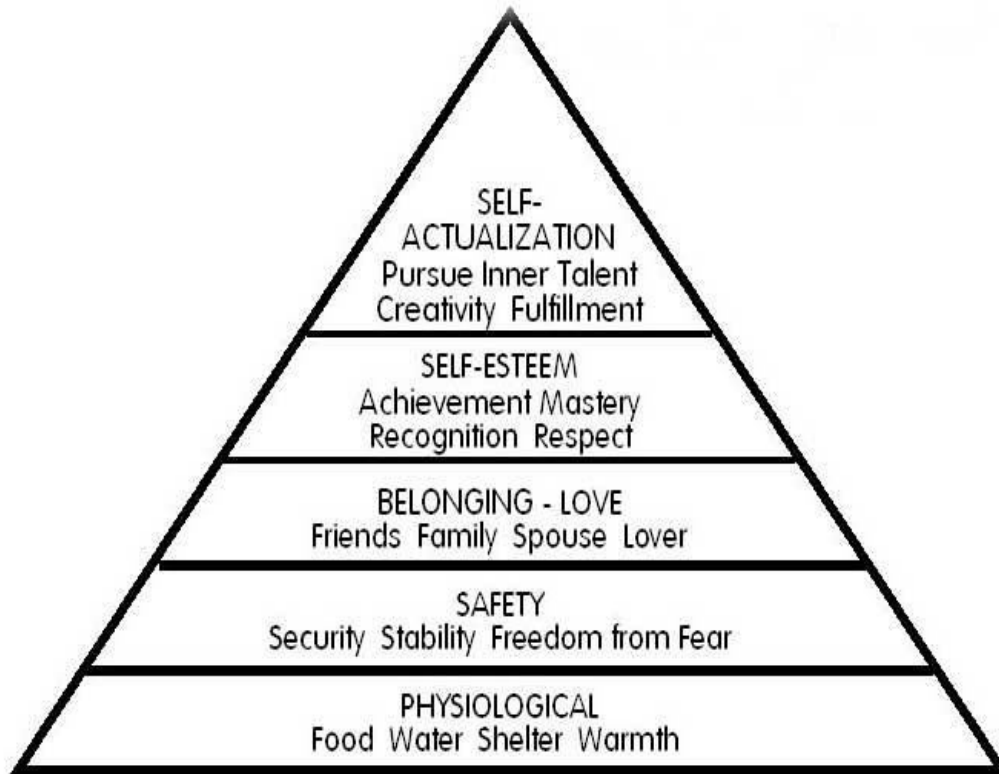 SELF-
ACTUALIZATION
Pursue Inner Talent
Creativity Fulfillment
SELF-ESTEEM
Achievement Mastery
Recognition Respect
BELONGING - LOVE
Friends Family Spouse Lover
SAFETY
Security Stability Freedom from Fear
PHYSIOLOGICAL
Food Water Shelter Warmth